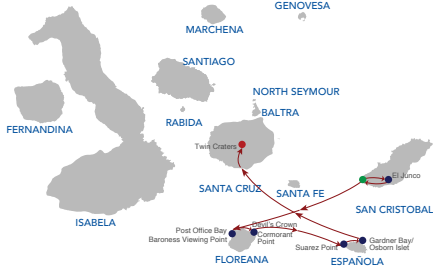 GENOVESA
MARCHENA
SANTIAGO
NORTH SEYMOUR
BALTRA
RABIDA
FERNANDINA
Twin Craters
El Junco
SANTA CRUZ
SANTA FE
SAN CRISTOBAL
ISABELA
Devil's Crown
Post Office Bay
Baroness Viewing Point
Cormorant
Point
Suarez Point
Gardner Bay/
Osborn Islet
FLOREANA
ESPAÑOLA